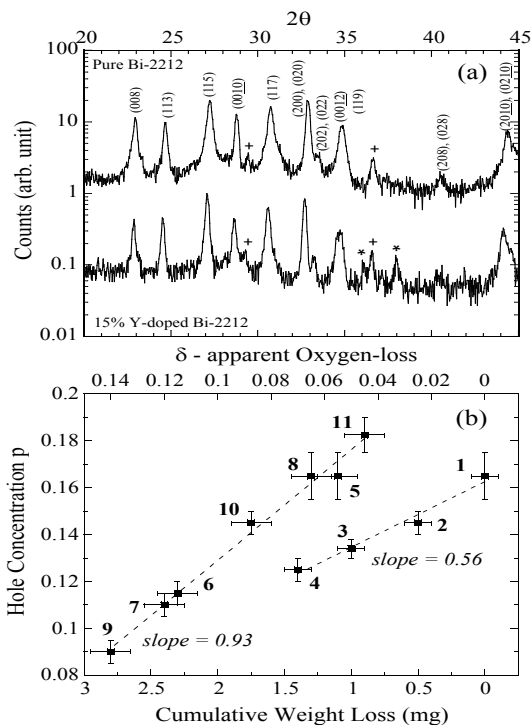 2θ
20 25 30 35 40 45
100
10
1
0.1
0.01
Counts (arb. unit)
Pure Bi-2212
(a)
(008)
(113)
(115)
(0010)
(117)
(200), (020)
(202), (022)
(0012)
(119)
(208), (028)
(2010), (0210)
+
+
+
*
+
*
15% Y-doped Bi-2212
δ - apparent Oxygen-loss
0.14 0.12 0.1 0.08 0.06 0.04 0.02 0
0.2
0.18
0.16
0.14
0.12
0.1
0.08
Hole Concentration p
(b)
11
8
5
1
10
2
3
4
6
7
9
slope = 0.56
slope = 0.93
3 2.5 2 1.5 1 0.5 0
Cumulative Weight Loss (mg)